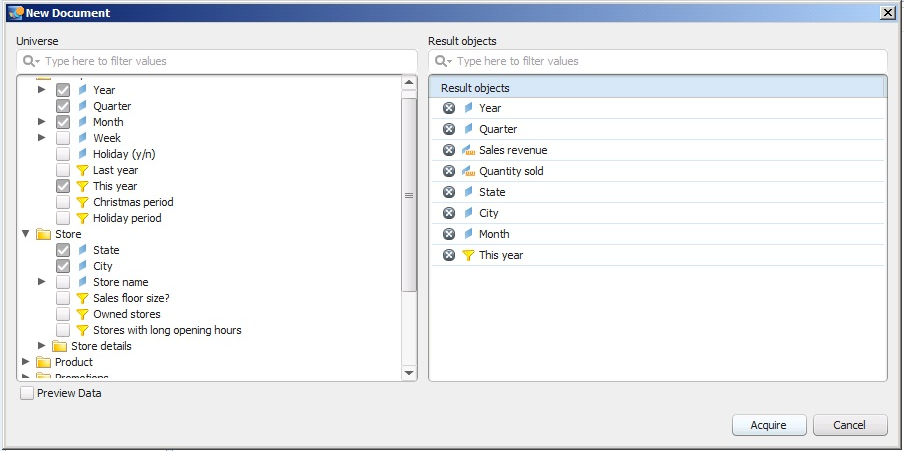 New Document
Universe
Type here to filter values
Year
Quarter
Month
Week
Holiday (y/n)
Last year
This year
Christmas period
Holiday period
Store
State
City
Store name
Sales floor size?
Owned stores
Stores with long opening hours
Store details
Product
Promotions
Preview Data
Result objects
Type here to filter values
Result objects
Year
Quarter
Sales revenue
Quantity sold
State
City
Month
This year
Acquire
Cancel